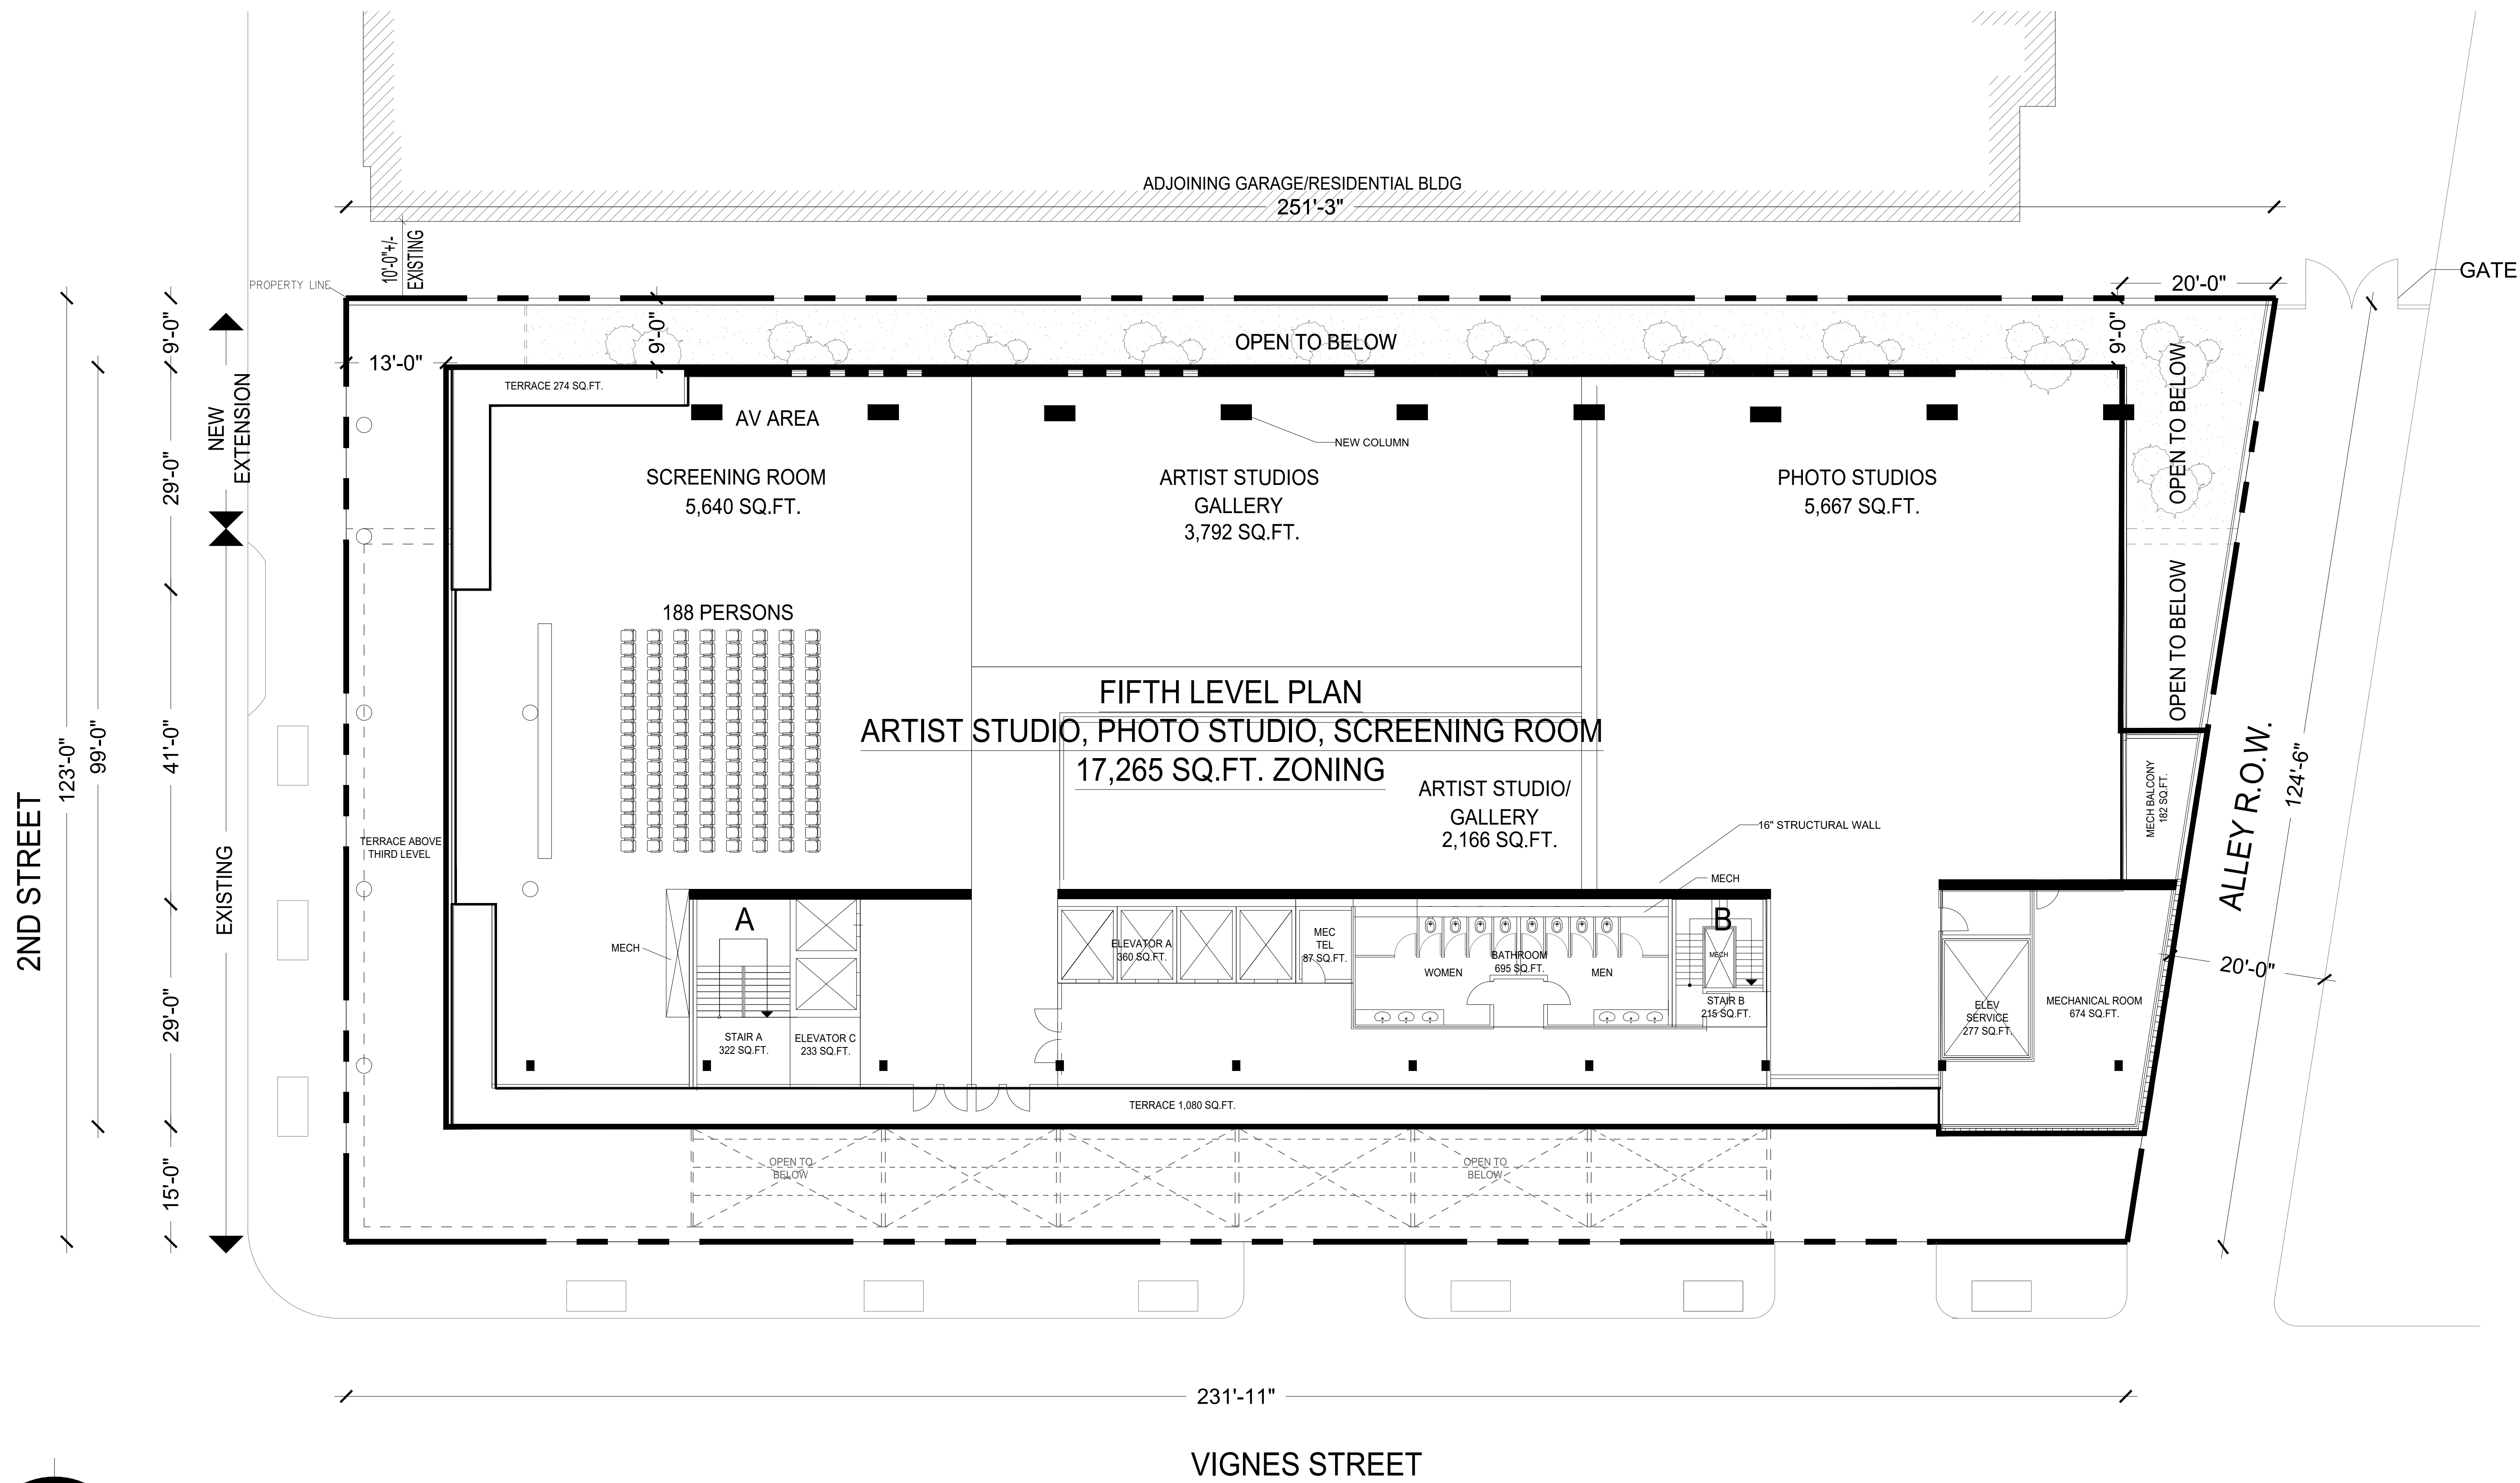 ADJOINING GARAGE/RESIDENTIAL BLDG
251'-3"
10'-0"+/-
EXISTING
PROPERTY LINE
GATE
20'-0"
9'-0"
9'-0"
9'-0"
13'-0"
OPEN TO BELOW
OPEN TO BELOW
OPEN TO BELOW
NEW
EXTENSION
TERRACE 274 SQ.FT.
AV AREA
NEW COLUMN
SCREENING ROOM
5,640 SQ.FT.
ARTIST STUDIOS
GALLERY
3,792 SQ.FT.
PHOTO STUDIOS
5,667 SQ.FT.
29'-0"
188 PERSONS
FIFTH LEVEL PLAN
ARTIST STUDIO, PHOTO STUDIO, SCREENING ROOM
17,265 SQ.FT. ZONING
ARTIST STUDIO/
GALLERY
2,166 SQ.FT.
16" STRUCTURAL WALL
MECH
2ND STREET
123'-0"
99'-0"
41'-0"
EXISTING
TERRACE ABOVE
THIRD LEVEL
MECH BALCONY
182 SQ.FT.
ALLEY R.O.W.
124'-6"
20'-0"
MECH
A
STAIR A
322 SQ.FT.
ELEVATOR C
233 SQ.FT.
ELEVATOR A
360 SQ.FT.
MEC
TEL
87 SQ.FT.
WOMEN
BATHROOM
695 SQ.FT.
MEN
B
MECH
STAIR B
215 SQ.FT.
ELEV
SERVICE
277 SQ.FT.
MECHANICAL ROOM
674 SQ.FT.
29'-0"
TERRACE 1,080 SQ.FT.
OPEN TO
BELOW
OPEN TO
BELOW
15'-0"
231'-11"
VIGNES STREET